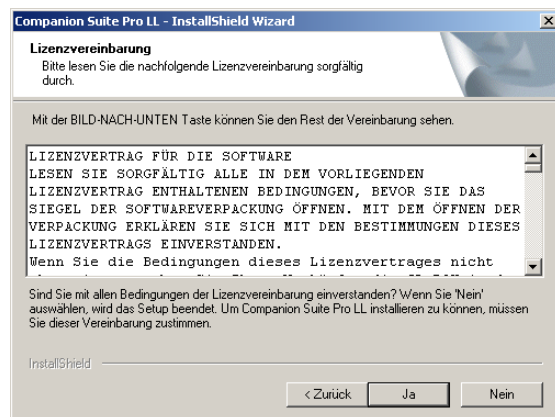 Companion Suite Pro LL - InstallShield Wizard
Lizenzvereinbarung
Bitte lesen Sie die nachfolgende Lizenzvereinbarung sorgfältig
durch.
Mit der BILD-NACH-UNTEN Taste können Sie den Rest der Vereinbarung sehen.
LIZENZVERTRAG FÜR DIE SOFTWARE
LESEN SIE SORGFÄLTIG ALLE IN DEM VORLIEGENDEN
LIZENZVERTRAG ENTHALTENEN BEDINGUNGEN, BEVOR SIE DAS
SIEGEL DER SOFTWAREVERPACKUNG ÖFFNEN. MIT DEM ÖFFNEN DER
VERPACKUNG ERKLÄREN SIE SICH MIT DEN BESTIMMUNGEN DIESES
LIZENZVERTRAGS EINVERSTANDEN.
Wenn Sie die Bedingungen dieses Lizenzvertrages nicht
Sind Sie mit allen Bedingungen der Lizenzvereinbarung einverstanden? Wenn Sie 'Nein'
auswählen, wird das Setup beendet. Um Companion Suite Pro LL installieren zu können, müssen
Sie dieser Vereinbarung zustimmen.
InstallShield
< Zurück
Ja
Nein